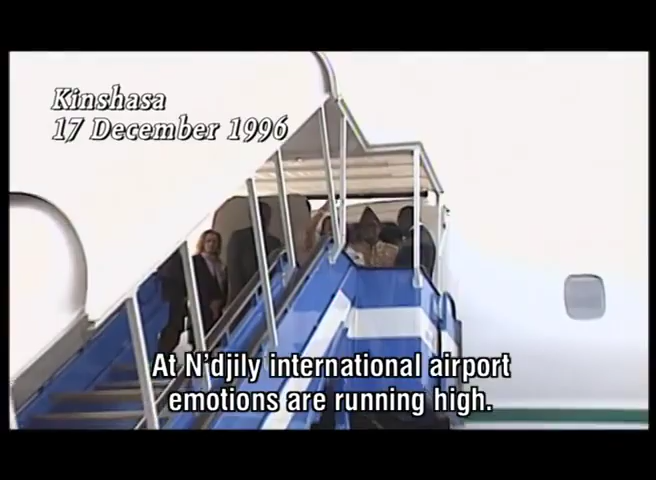 Kinshasa
17 December 1996
At N'djily international airport
emotions are running high.